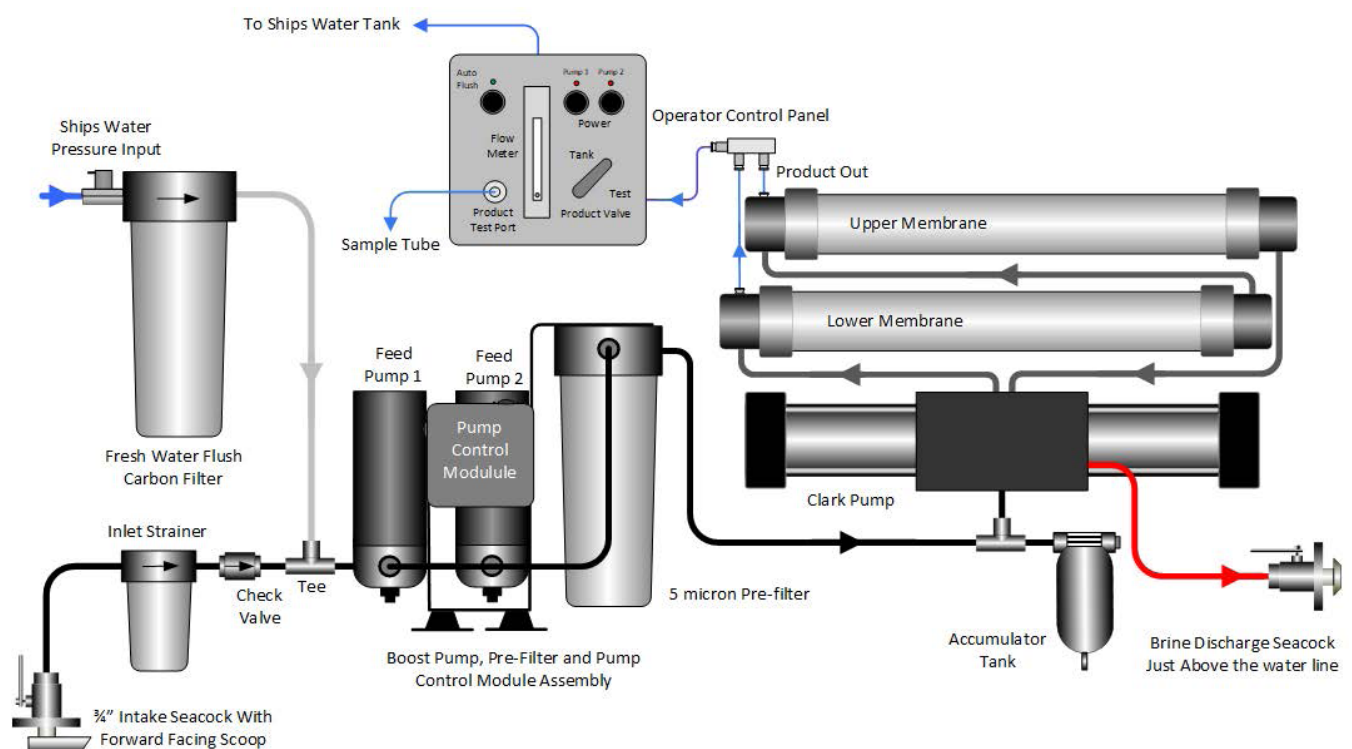 To Ships Water Tank
Auto
Flush
Pump 1 Pump 2
Power
Flow
Meter
Tank
Test
Product Valve
Product
Test Port
Sample Tube
Operator Control Panel
Product Out
Ships Water
Pressure Input
Upper Membrane
Lower Membrane
Feed
Pump 1
Feed
Pump 2
Pump
Control
Modulule
Fresh Water Flush
Carbon Filter
Clark Pump
Inlet Strainer
Check
Valve
Tee
5 micron Pre-filter
Accumulator
Tank
Brine Discharge Seacock
Just Above the water line
Boost Pump, Pre-Filter and Pump
Control Module Assembly
¾” Intake Seacock With
Forward Facing Scoop